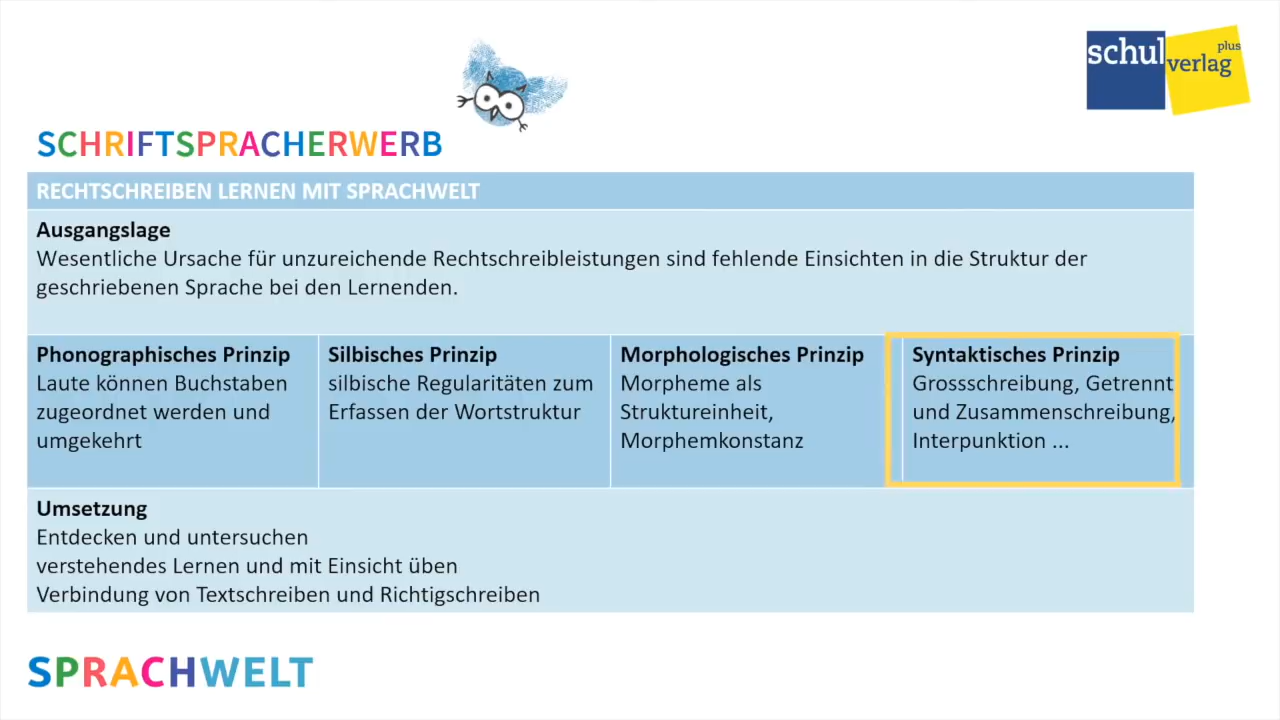 schul
plus
verlag
SCHRIFTSPRACHERWERB
RECHTSCHREIBEN LERNEN MIT SPRACHWELT
Ausgangslage
Wesentliche Ursache für unzureichende Rechtschreibleistungen sind fehlende Einsichten in die Struktur der
geschriebenen Sprache bei den Lernenden.
Phonographisches Prinzip
Laute können Buchstaben
zugeordnet werden und
umgekehrt
Silbisches Prinzip
silbische Regularitäten zum
Erfassen der Wortstruktur
Morphologisches Prinzip
Morpheme als
Struktureinheit,
Morphemkonstanz
Syntaktisches Prinzip
Grossschreibung, Getrennt
und Zusammenschreibung,
Interpunktion ...
Umsetzung
Entdecken und untersuchen
verstehendes Lernen und mit Einsicht üben
Verbindung von Textschreiben und Richtigschreiben
SPRACHWELT